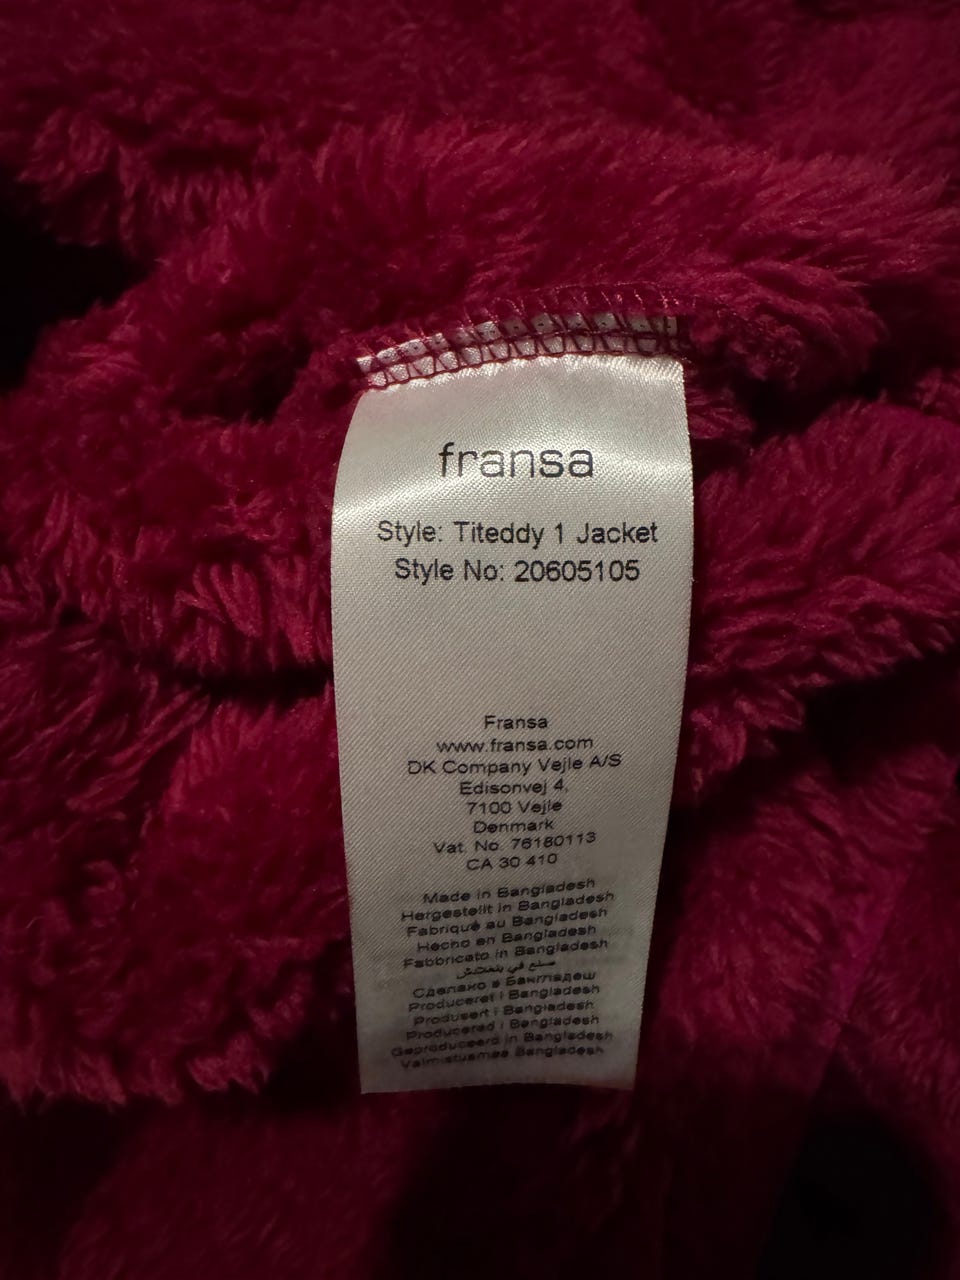 fransa
Style: Titeddy 1 Jacket
Style No: 20605105
Fransa
www.fransa.com
DK Company Vejle A/S
Edisonvej 4,
7100 Vejle
Denmark
Vat. No. 76180113
CA 30 410
Made in Bangladesh
Hergestellt in Bangladesh
Fabriqué au Bangladesh
Hecho en Bangladesh
Fabbricato in Bangladesh
صنع في بنغلادش
Сделано в Бангладеш
Produceret i Bangladesh
Produsert i Bangladesh
Producerad i Bangladesh
Geproduceerd in Bangladesh
Valmistusmaa Bangladesh